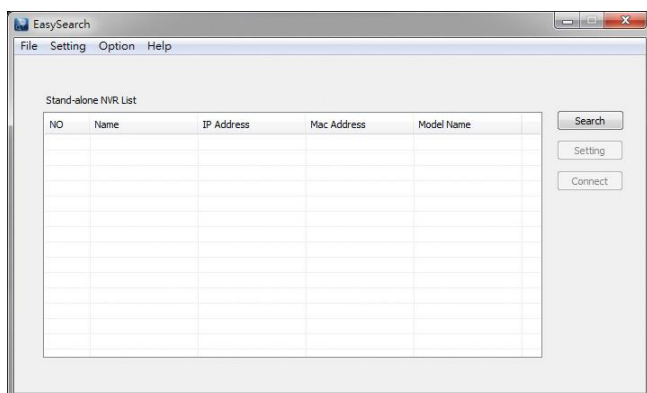 EasySearch
File Setting Option Help
Stand-alone NVR List
NO Name IP Address Mac Address Model Name
Search
Setting
Connect